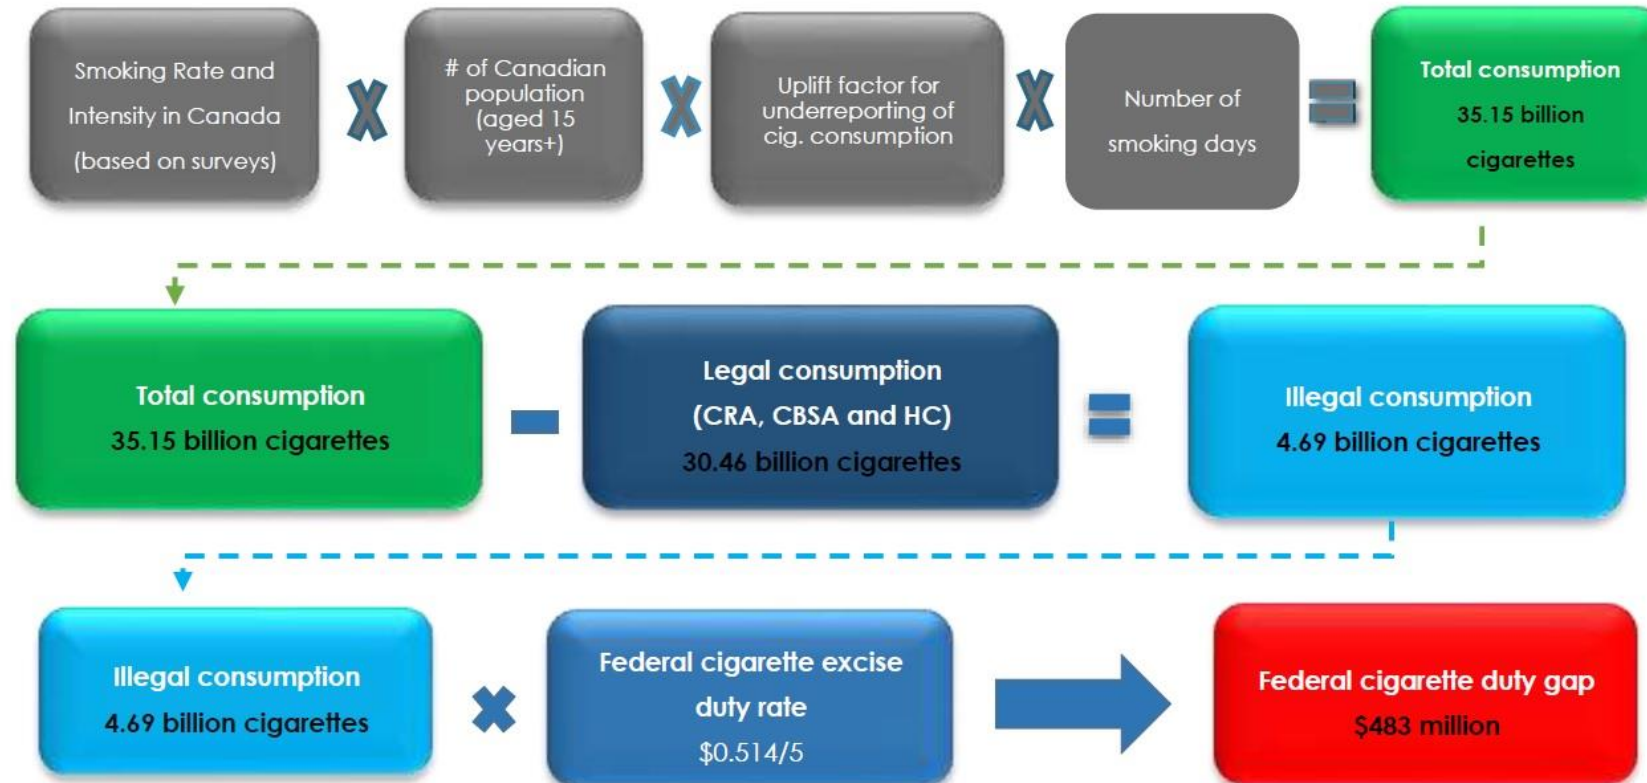 Smoking Rate and
Intensity in Canada
(based on surveys)
# of Canadian
population
(aged 15
years+)
Uplift factor for
underreporting of
cig. consumption
Number of
smoking days
Total consumption
35.15 billion
cigarettes
Total consumption
35.15 billion cigarettes
Legal consumption
(CRA, CBSA and HC)
30.46 billion cigarettes
Illegal consumption
4.69 billion cigarettes
Illegal consumption
4.69 billion cigarettes
Federal cigarette excise
duty rate
$0.514/5
Federal cigarette duty gap
$483 million